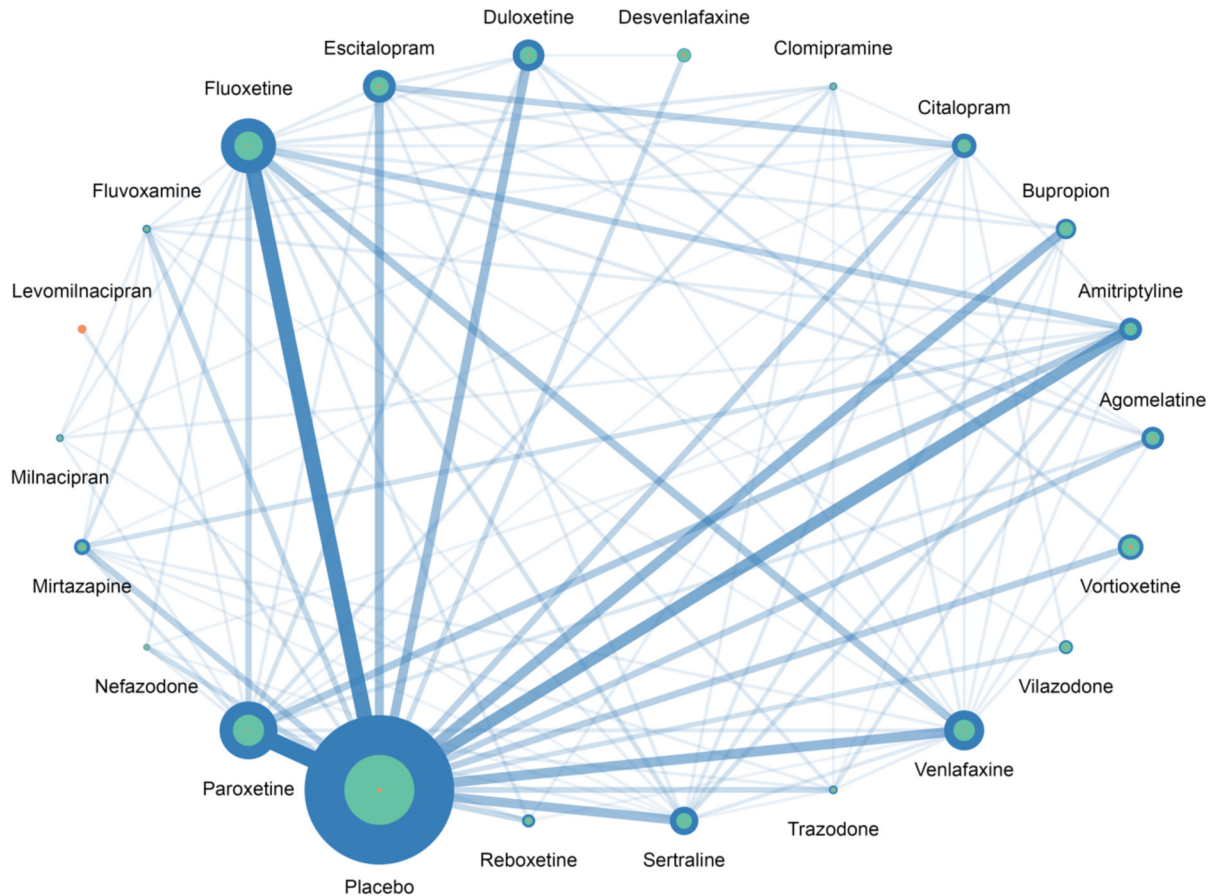 Duloxetine
Desvenlafaxine
Escitalopram
Clomipramine
Fluoxetine
Citalopram
Fluvoxamine
Bupropion
Levomilnacipran
Amitriptyline
Agomelatine
Milnacipran
Vortioxetine
Mirtazapine
Nefazodone
Vilazodone
Paroxetine
Venlafaxine
Trazodone
Reboxetine
Sertraline
Placebo